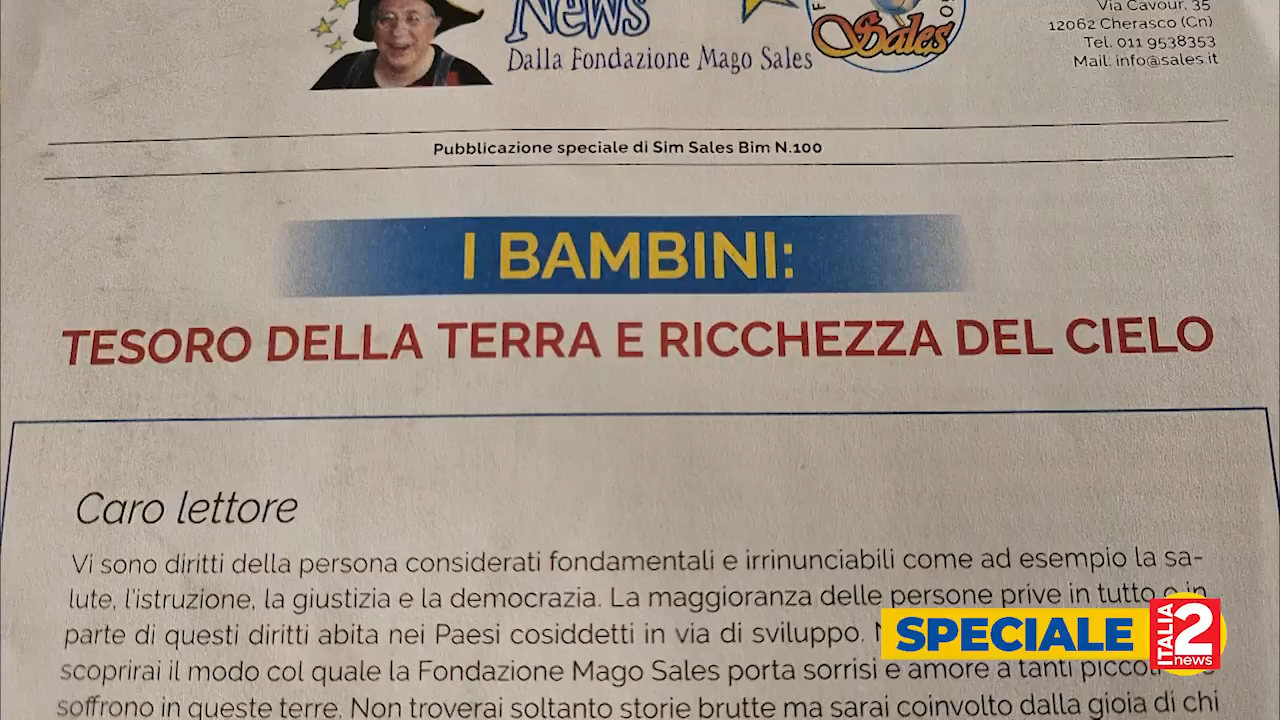 News
Dalla Fondazione Mago Sales
Sales
Via Cavour, 35
12062 Cherasco (Cn)
Tel. 011 9538353
Mail: info@sales.it
Pubblicazione speciale di Sim Sales Bim N.100
I BAMBINI:
TESORO DELLA TERRA E RICCHEZZA DEL CIELO
Caro lettore
Vi sono diritti della persona considerati fondamentali e irrinunciabili come ad esempio la sa-
lute, l'istruzione, la giustizia e la democrazia. La maggioranza delle persone prive in tutto o in
parte di questi diritti abita nei Paesi cosiddetti in via di sviluppo.
scoprirai il modo col quale la Fondazione Mago Sales porta sorrisi e amore a tanti
soffrono in queste terre. Non troverai soltanto storie brutte ma sarai coinvolto dalla gioia di chi
SPECIALE
ITALIA 2 news